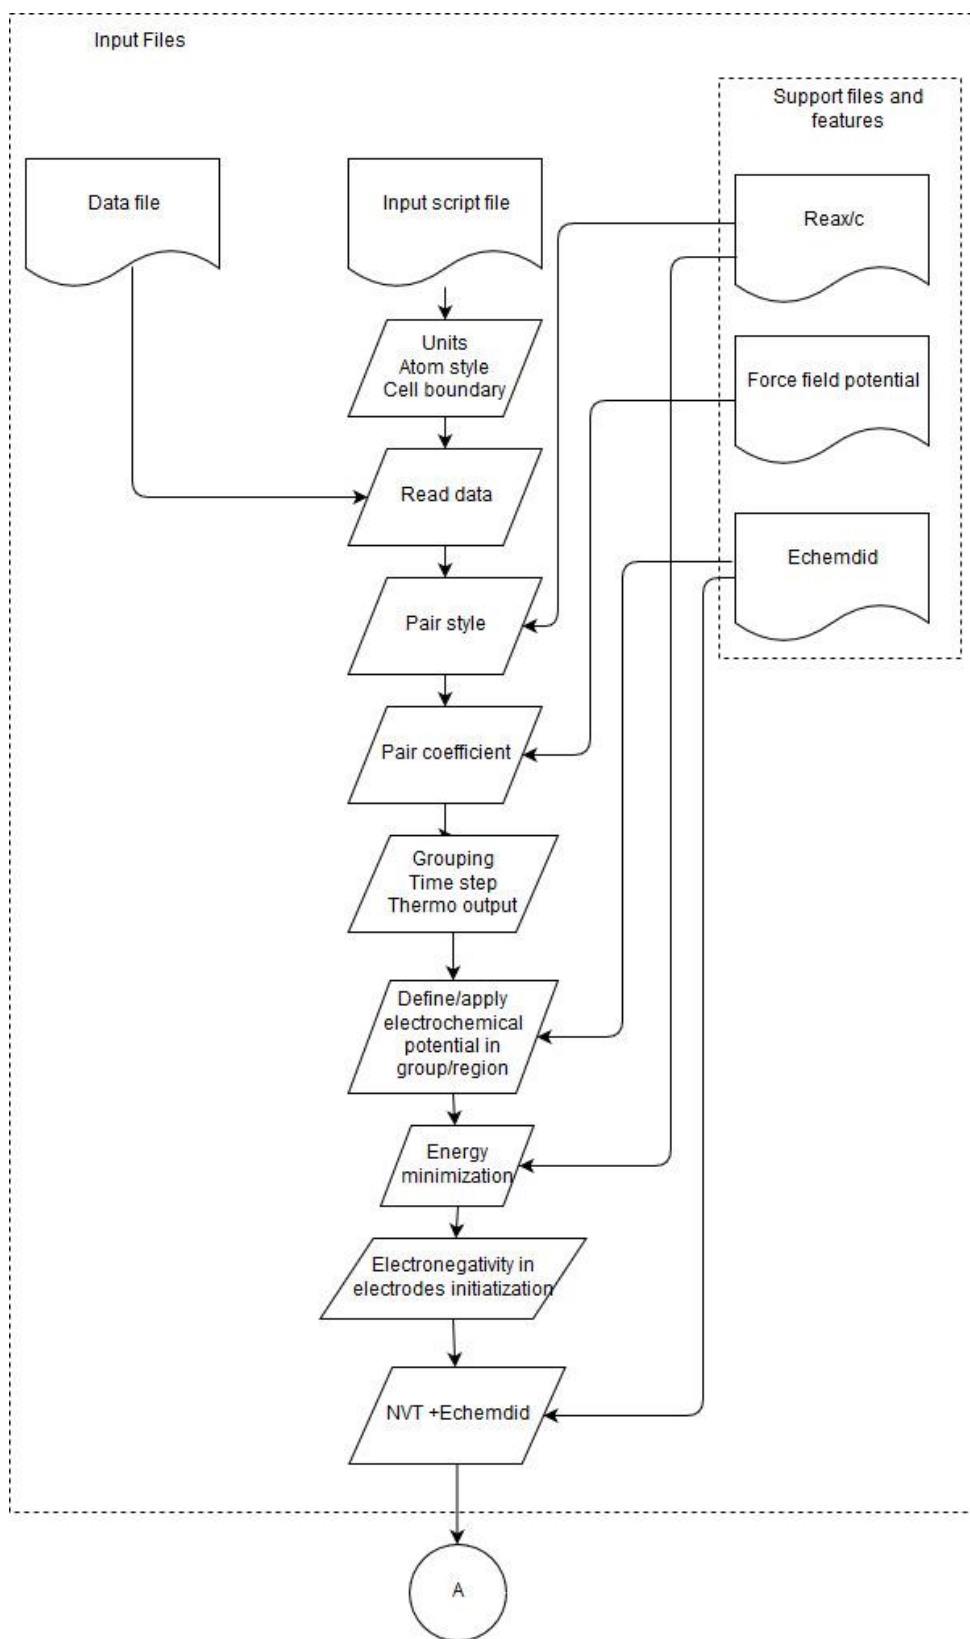 Input Files
Support files and
features
Data file
Input script file
Reax/c
Units
Atom style
Cell boundary
Force field potential
Read data
Echemdid
Pair style
Pair coefficient
Grouping
Time step
Thermo output
Define/apply
electrochemical
potential in
group/region
Energy
minimization
Electronegativity in
electrodes initiatization
NVT +Echemdid
A